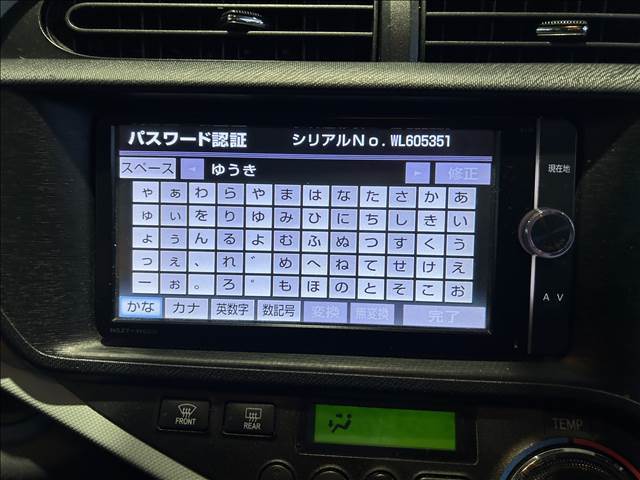 パスワード認証 シリアルNo.WL605351
スペース ◄ ゆうき ► 修正
ゃ ぁ わ ら や ま は な た さ か あ
ゅ ぃ を り ゆ み ひ に ち し き い
ょ ぅ ん る よ む ふ ぬ つ す く う
っ ぇ 、 れ ゛ め へ ね て せ け え
ー ぉ 。 ろ ゜ も ほ の と そ こ お
かな カナ 英数字 数記号 変換 無変換 完了
現在地
AV
FRONT
REAR
TEMP